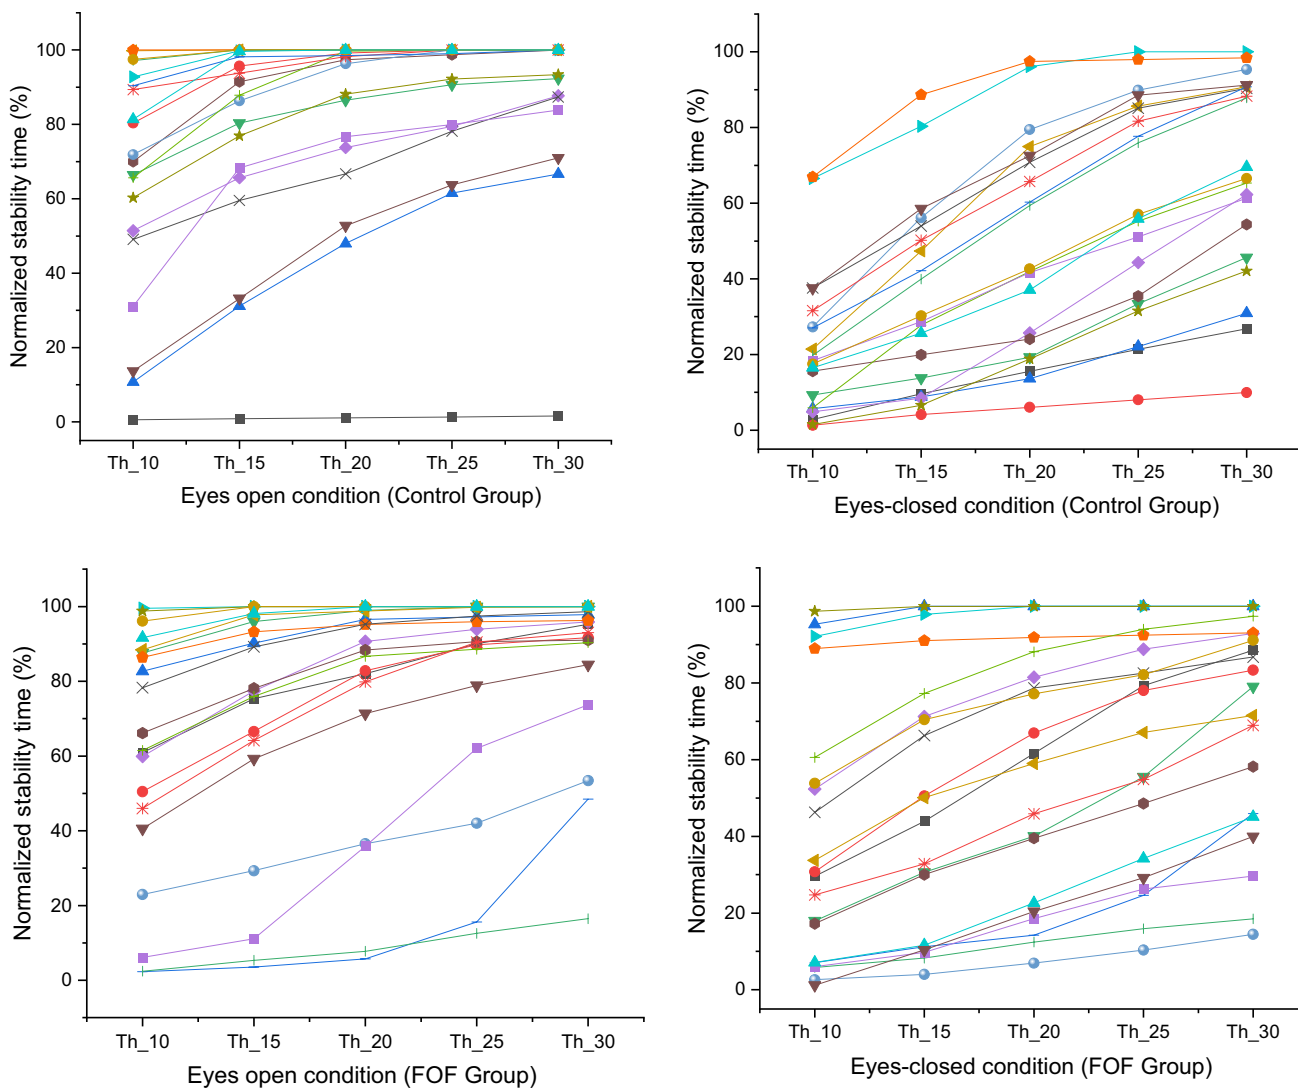 Normalized stability time (%)
100
80
60
40
20
0
Th_10 Th_15 Th_20 Th_25 Th_30
Eyes open condition (Control Group)
Normalized stability time (%)
100
80
60
40
20
0
Th_10 Th_15 Th_20 Th_25 Th_30
Eyes-closed condition (Control Group)
Normalized stability time (%)
100
80
60
40
20
0
Th_10 Th_15 Th_20 Th_25 Th_30
Eyes open condition (FOF Group)
Normalized stability time (%)
100
80
60
40
20
0
Th_10 Th_15 Th_20 Th_25 Th_30
Eyes-closed condition (FOF Group)